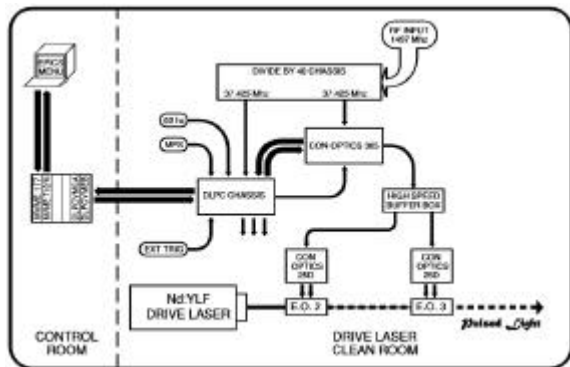 RF INPUT
1497 Mhz
EPICS
MENU
DIVIDE BY 40 CHASSIS
37.425 Mhz 37.425 Mhz
60Hz
MPS
CON-OPTICS 365
DLPC CHASSIS
HIGH SPEED
BUFFER BOX
EXT TRIG
CON
OPTICS
25D
CON
OPTICS
25D
Nd:YLF
DRIVE LASER
E.O. 2
E.O. 3
Pulsed Light
CONTROL
ROOM
DRIVE LASER
CLEAN ROOM